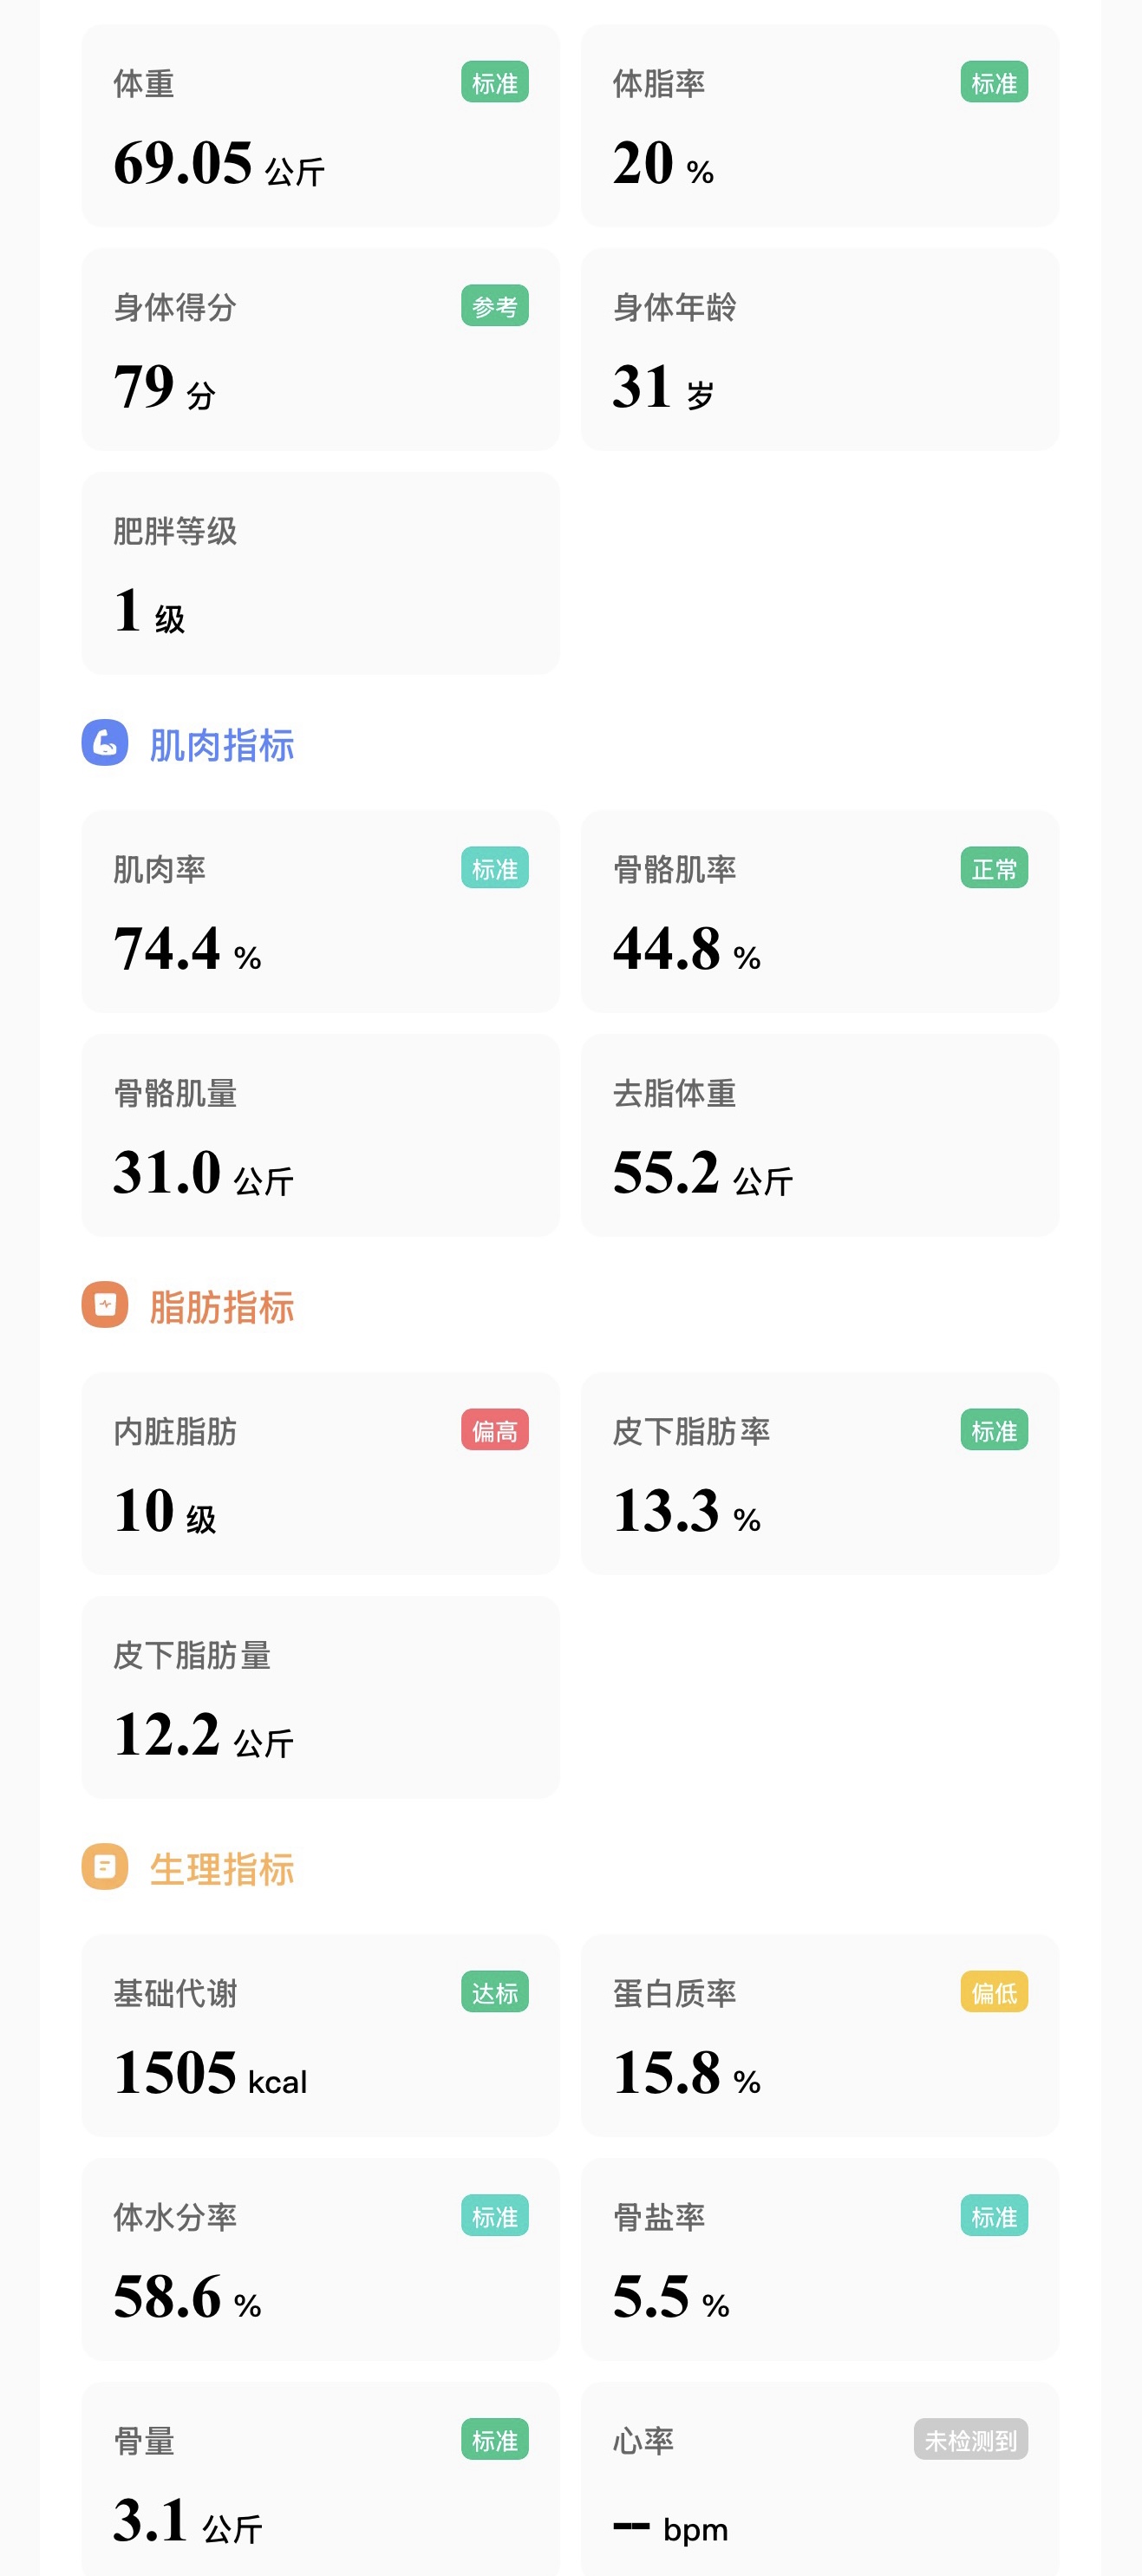 体重 标准 体脂率 标准
69.05 公斤 20 %
身体得分 参考 身体年龄
79 分 31 岁
肥胖等级
1 级
肌肉指标
肌肉率 标准 骨骼肌率 正常
74.4 % 44.8 %
骨骼肌量 去脂体重
31.0 公斤 55.2 公斤
脂肪指标
内脏脂肪 偏高 皮下脂肪率 标准
10 级 13.3 %
皮下脂肪量
12.2 公斤
生理指标
基础代谢 达标 蛋白质率 偏低
1505 kcal 15.8 %
体水分率 标准 骨盐率 标准
58.6 % 5.5 %
骨量 标准 心率 未检测到
3.1 公斤 -- bpm